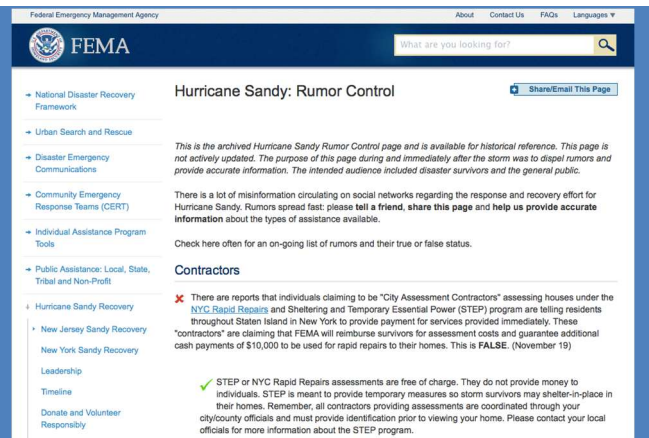 Federal Emergency Management Agency
About Contact Us FAQs Languages
FEMA
What are you looking for?
Hurricane Sandy: Rumor Control
Share/Email This Page
National Disaster Recovery
Framework
Urban Search and Rescue
Disaster Emergency
Communications
Community Emergency
Response Teams (CERT)
Individual Assistance Program
Tools
Public Assistance: Local, State,
Tribal and Non-Profit
Hurricane Sandy Recovery
New Jersey Sandy Recovery
New York Sandy Recovery
Leadership
Timeline
Donate and Volunteer
Responsibly
This is the archived Hurricane Sandy Rumor Control page and is available for historical reference. This page is
not actively updated. The purpose of this page during and immediately after the storm was to dispel rumors and
provide accurate information. The intended audience included disaster survivors and the general public.
There is a lot of misinformation circulating on social networks regarding the response and recovery effort for
Hurricane Sandy. Rumors spread fast: please tell a friend, share this page and help us provide accurate
information about the types of assistance available.
Check here often for an on-going list of rumors and their true or false status.
Contractors
There are reports that individuals claiming to be "City Assessment Contractors" assessing houses under the
NYC Rapid Repairs and Sheltering and Temporary Essential Power (STEP) program are telling residents
throughout Staten Island in New York to provide payment for services provided immediately. These
"contractors" are claiming that FEMA will reimburse survivors for assessment costs and guarantee additional
cash payments of $10,000 to be used for rapid repairs to their homes. This is FALSE. (November 19)
STEP or NYC Rapid Repairs assessments are free of charge. They do not provide money to
individuals. STEP is meant to provide temporary measures so storm survivors may shelter-in-place in
their homes. Remember, all contractors providing assessments are coordinated through your
city/county officials and must provide identification prior to viewing your home. Please contact your local
officials for more information about the STEP program.